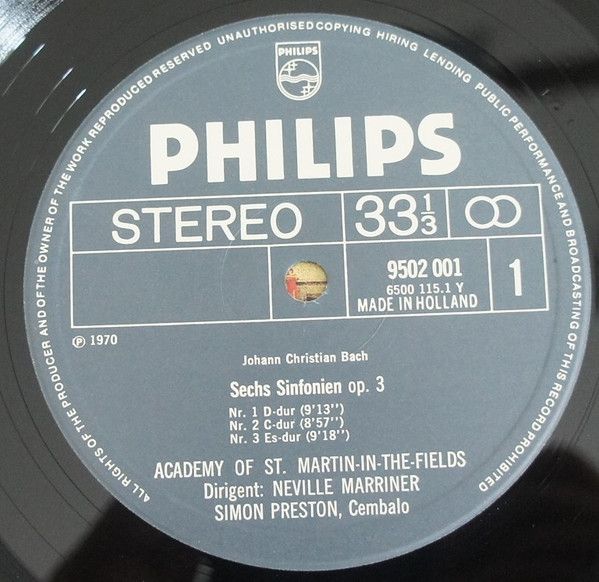 ALL RIGHTS OF THE PRODUCER AND OF THE OWNER OF THE WORK REPRODUCED RESERVED UNAUTHORISED COPYING HIRING LENDING PUBLIC PERFORMANCE AND BROADCASTING OF THIS RECORD PROHIBITED
PHILIPS
PHILIPS
STEREO
33⅓
9502 001
6500 115.1 Y
MADE IN HOLLAND
1
℗ 1970
Johann Christian Bach
Sechs Sinfonien op. 3
Nr. 1 D-dur (9'13'')
Nr. 2 C-dur (8'57'')
Nr. 3 Es-dur (9'18'')
ACADEMY OF ST. MARTIN-IN-THE-FIELDS
Dirigent: NEVILLE MARRINER
SIMON PRESTON, Cembalo